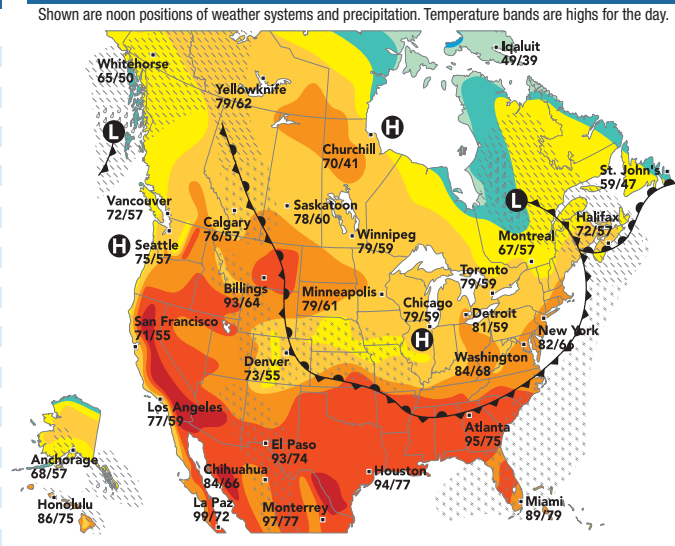 Shown are noon positions of weather systems and precipitation. Temperature bands are highs for the day.
Iqaluit
49/39
Whitehorse
65/50
Yellowknife
79/62
L
H
Churchill
70/41
St. John's
59/47
Vancouver
72/57
Saskatoon
78/60
L
Halifax
72/57
Calgary
76/57
Winnipeg
79/59
Montreal
67/57
H
Seattle
75/57
Toronto
79/59
Billings
93/64
Minneapolis
79/61
Chicago
79/59
Detroit
81/59
San Francisco
71/55
New York
82/66
H
Denver
73/55
Washington
84/68
Los Angeles
77/59
Atlanta
95/75
El Paso
93/74
Anchorage
68/57
Chihuahua
84/66
Houston
94/77
Honolulu
86/75
La Paz
99/72
Monterrey
97/77
Miami
89/79